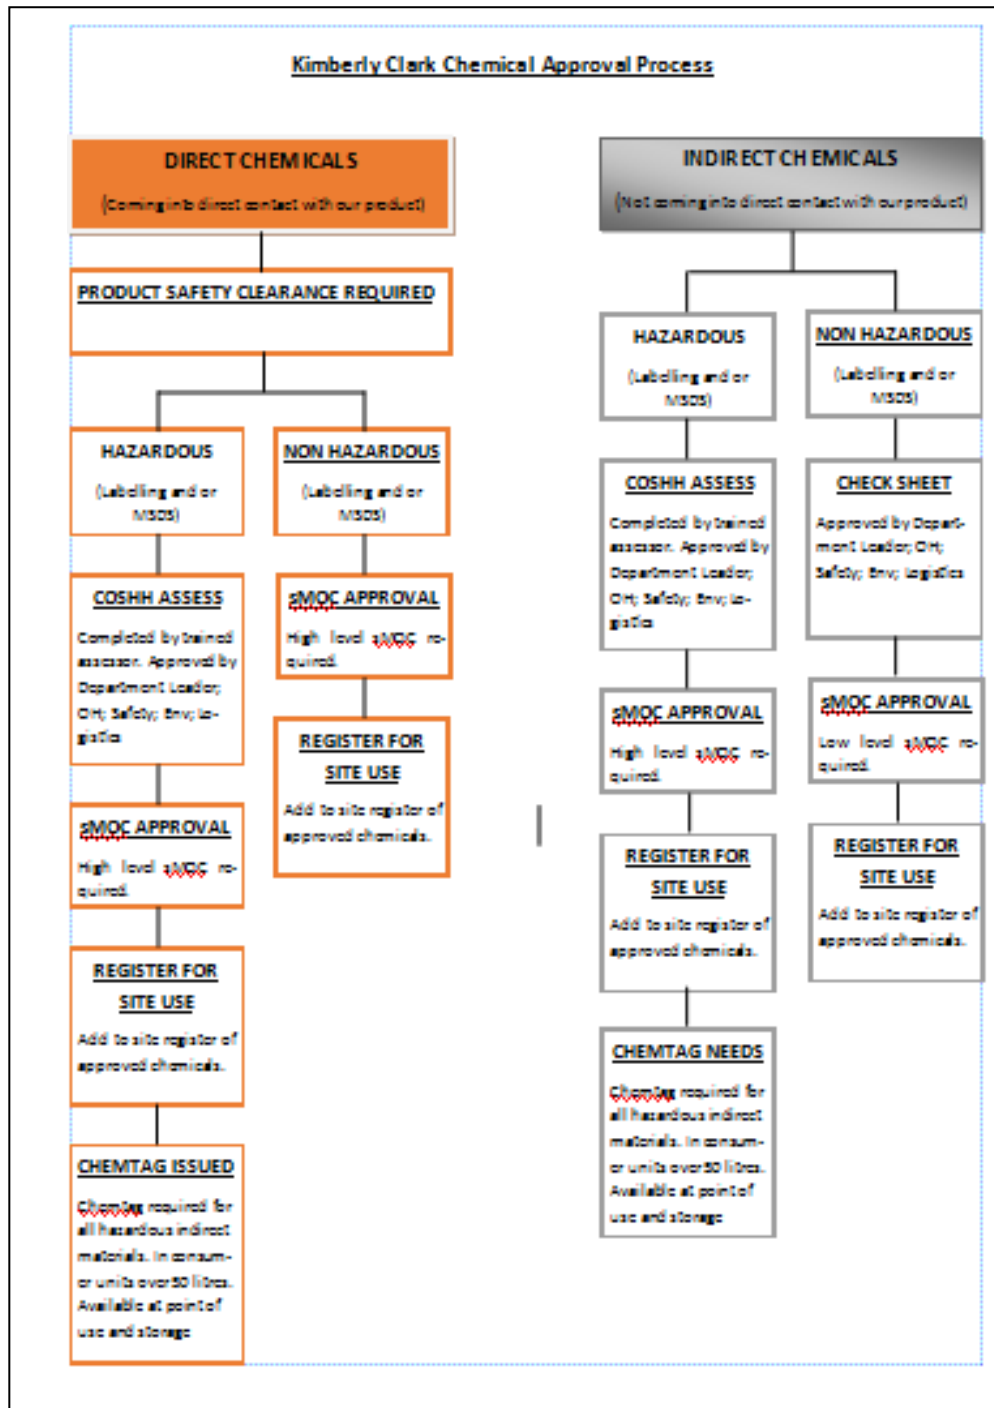 Kimberly Clark Chemical Approval Process
DIRECT CHEMICALS
(Coming into direct contact with our product)
PRODUCT SAFETY CLEARANCE REQUIRED
HAZARDOUS
(Labelling and or
MSDS)
COSHH ASSESS
Completed by trained
assessor. Approved by
Department Leader;
OH; Safety; Env; Lo-
gistics
sMOC APPROVAL
High level sMOC re-
quired.
REGISTER FOR
SITE USE
Add to site register of
approved chemicals.
CHEMTAG ISSUED
Chemtag required for
all hazardous indirect
materials. In consum-
er units over 50 litres.
Available at point of
use and storage
NON HAZARDOUS
(Labelling and or
MSDS)
sMOC APPROVAL
High level sMOC re-
quired.
REGISTER FOR
SITE USE
Add to site register of
approved chemicals.
INDIRECT CHEMICALS
(Not coming into direct contact with our product)
HAZARDOUS
(Labelling and or
MSDS)
COSHH ASSESS
Completed by trained
assessor. Approved by
Department Leader;
OH; Safety; Env; Lo-
gistics
sMOC APPROVAL
High level sMOC re-
quired.
REGISTER FOR
SITE USE
Add to site register of
approved chemicals.
CHEMTAG NEEDS
Chemtag required for
all hazardous indirect
materials. In consum-
er units over 50 litres.
Available at point of
use and storage
NON HAZARDOUS
(Labelling and or
MSDS)
CHECK SHEET
Approved by Depart-
ment Leader; OH;
Safety; Env; Logistics
sMOC APPROVAL
Low level sMOC re-
quired.
REGISTER FOR
SITE USE
Add to site register of
approved chemicals.